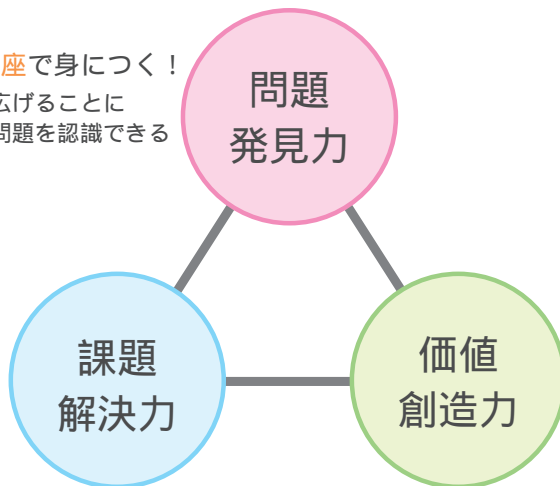 座で身につく！
広げることに
問題を認識できる
問題
発見力
課題
解決力
価値
創造力